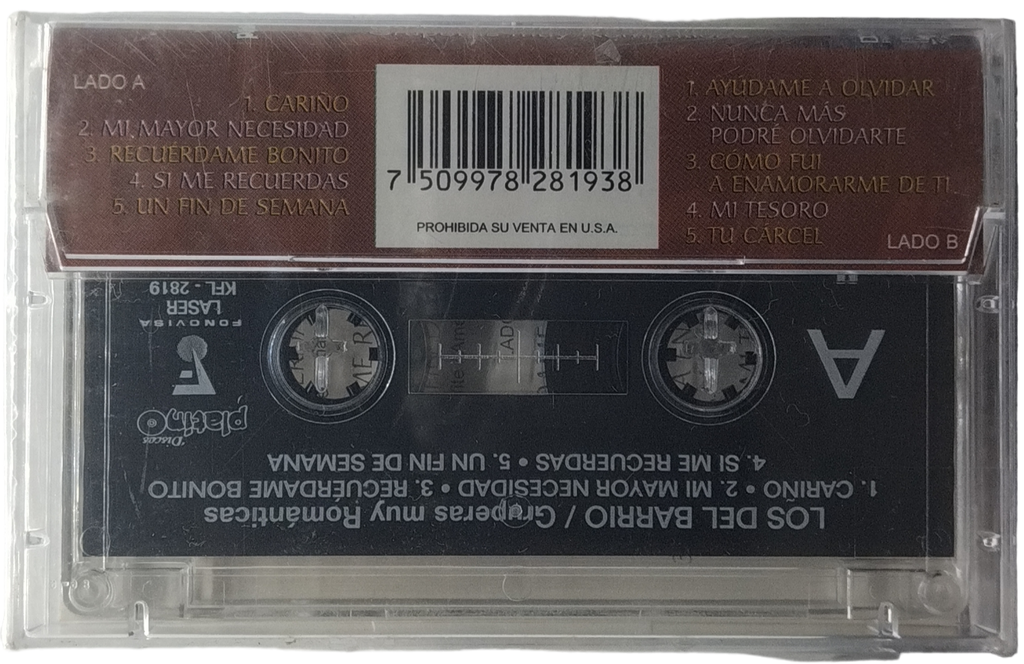 LADO A
1. CARIÑO
2. MI MAYOR NECESIDAD
3. RECUÉRDAME BONITO
4. SI ME RECUERDAS
5. UN FIN DE SEMANA
7 509978 281938
PROHIBIDA SU VENTA EN U.S.A.
1. AYÚDAME A OLVIDAR
2. NUNCA MÁS
PODRÉ OLVIDARTE
3. CÓMO FUI
A ENAMORARME DE TI
4. MI TESORO
5. TU CÁRCEL
LADO B
LOS DEL BARRIO / Gruperas muy Románticas
1. CARIÑO • 2. MI MAYOR NECESIDAD • 3. RECUÉRDAME BONITO
4. SI ME RECUERDAS • 5. UN FIN DE SEMANA
Discos
platino
A
FONOVISA
LASER
KFL - 2819